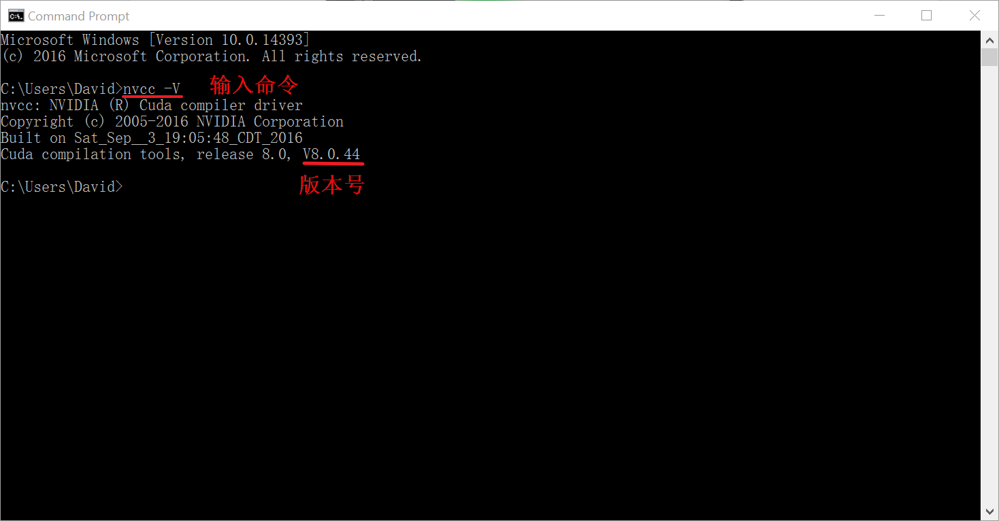 Command Prompt
Microsoft Windows [Version 10.0.14393]
(c) 2016 Microsoft Corporation. All rights reserved.
C:\Users\David>nvcc -V 输入命令
nvcc: NVIDIA (R) Cuda compiler driver
Copyright (c) 2005-2016 NVIDIA Corporation
Built on Sat_Sep__3_19:05:48_CDT_2016
Cuda compilation tools, release 8.0, V8.0.44
C:\Users\David> 版本号